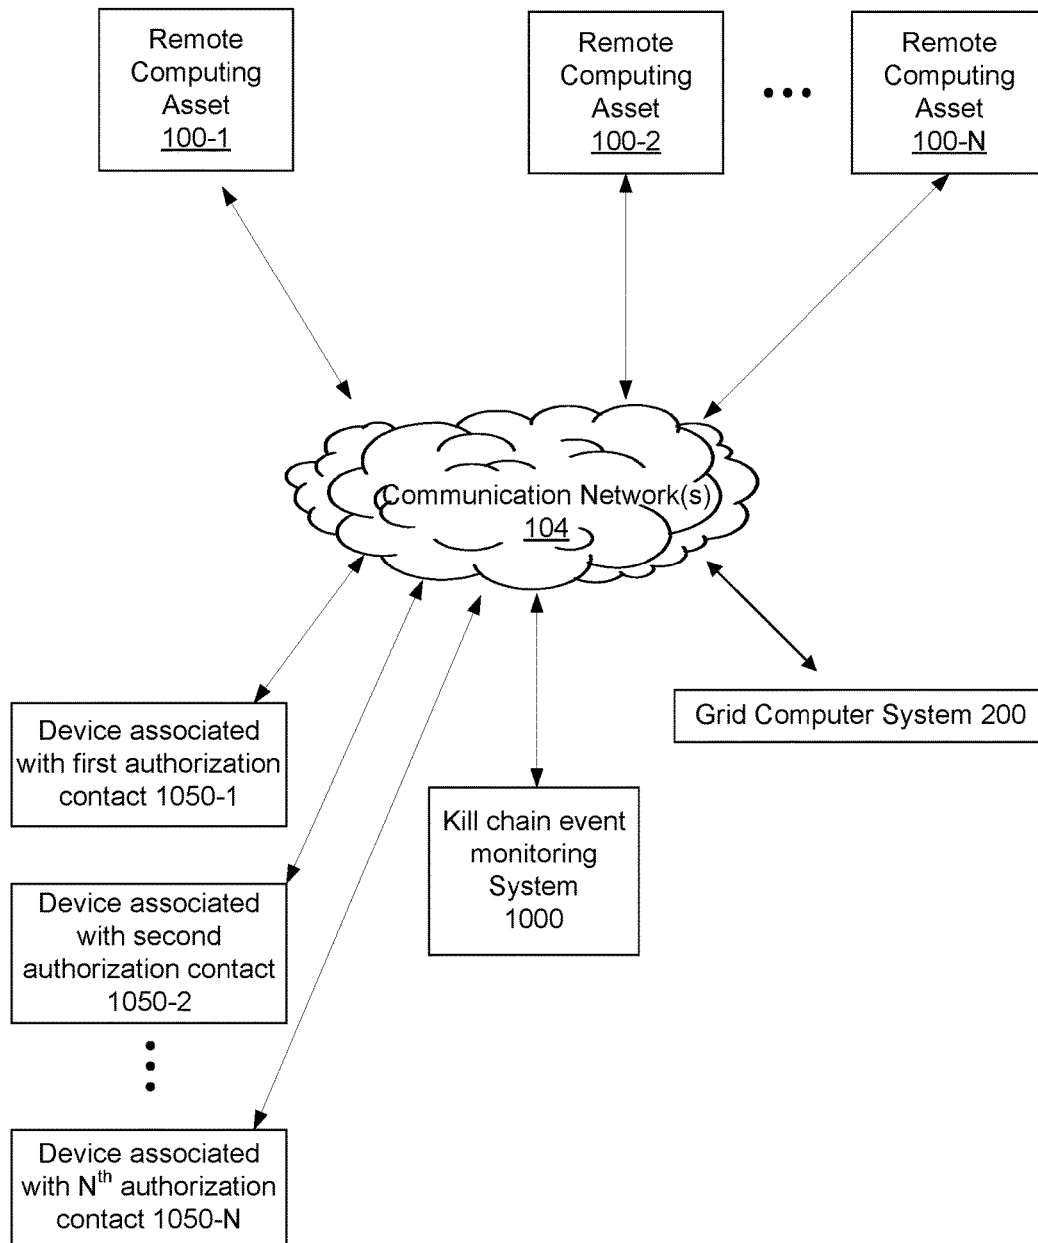 Remote
Computing
Asset
100-1
Remote
Computing
Asset
100-2
Remote
Computing
Asset
100-N
Communication Network(s)
104
Grid Computer System 200
Device associated
with first authorization
contact 1050-1
Kill chain event
monitoring
System
1000
Device associated
with second
authorization contact
1050-2
Device associated
with Nth authorization
contact 1050-N